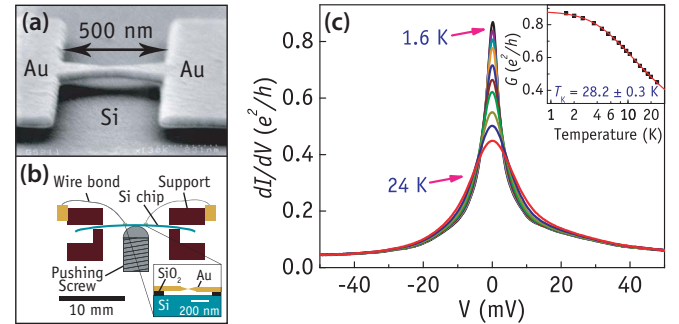 (a)
500 nm
Au
Au
Si
(b)
Wire bond
Support
Si chip
Pushing
Screw
10 mm
SiO2
Au
Si
200 nm
(c)
dI/dV (e²/h)
0.8
0.6
0.4
0.2
0.0
1.6 K
24 K
-40
-20
0
20
40
V (mV)
G (e²/h)
0.8
0.6
0.4
TK = 28.2 ± 0.3 K
1
2
4
6
8
10
20
Temperature (K)